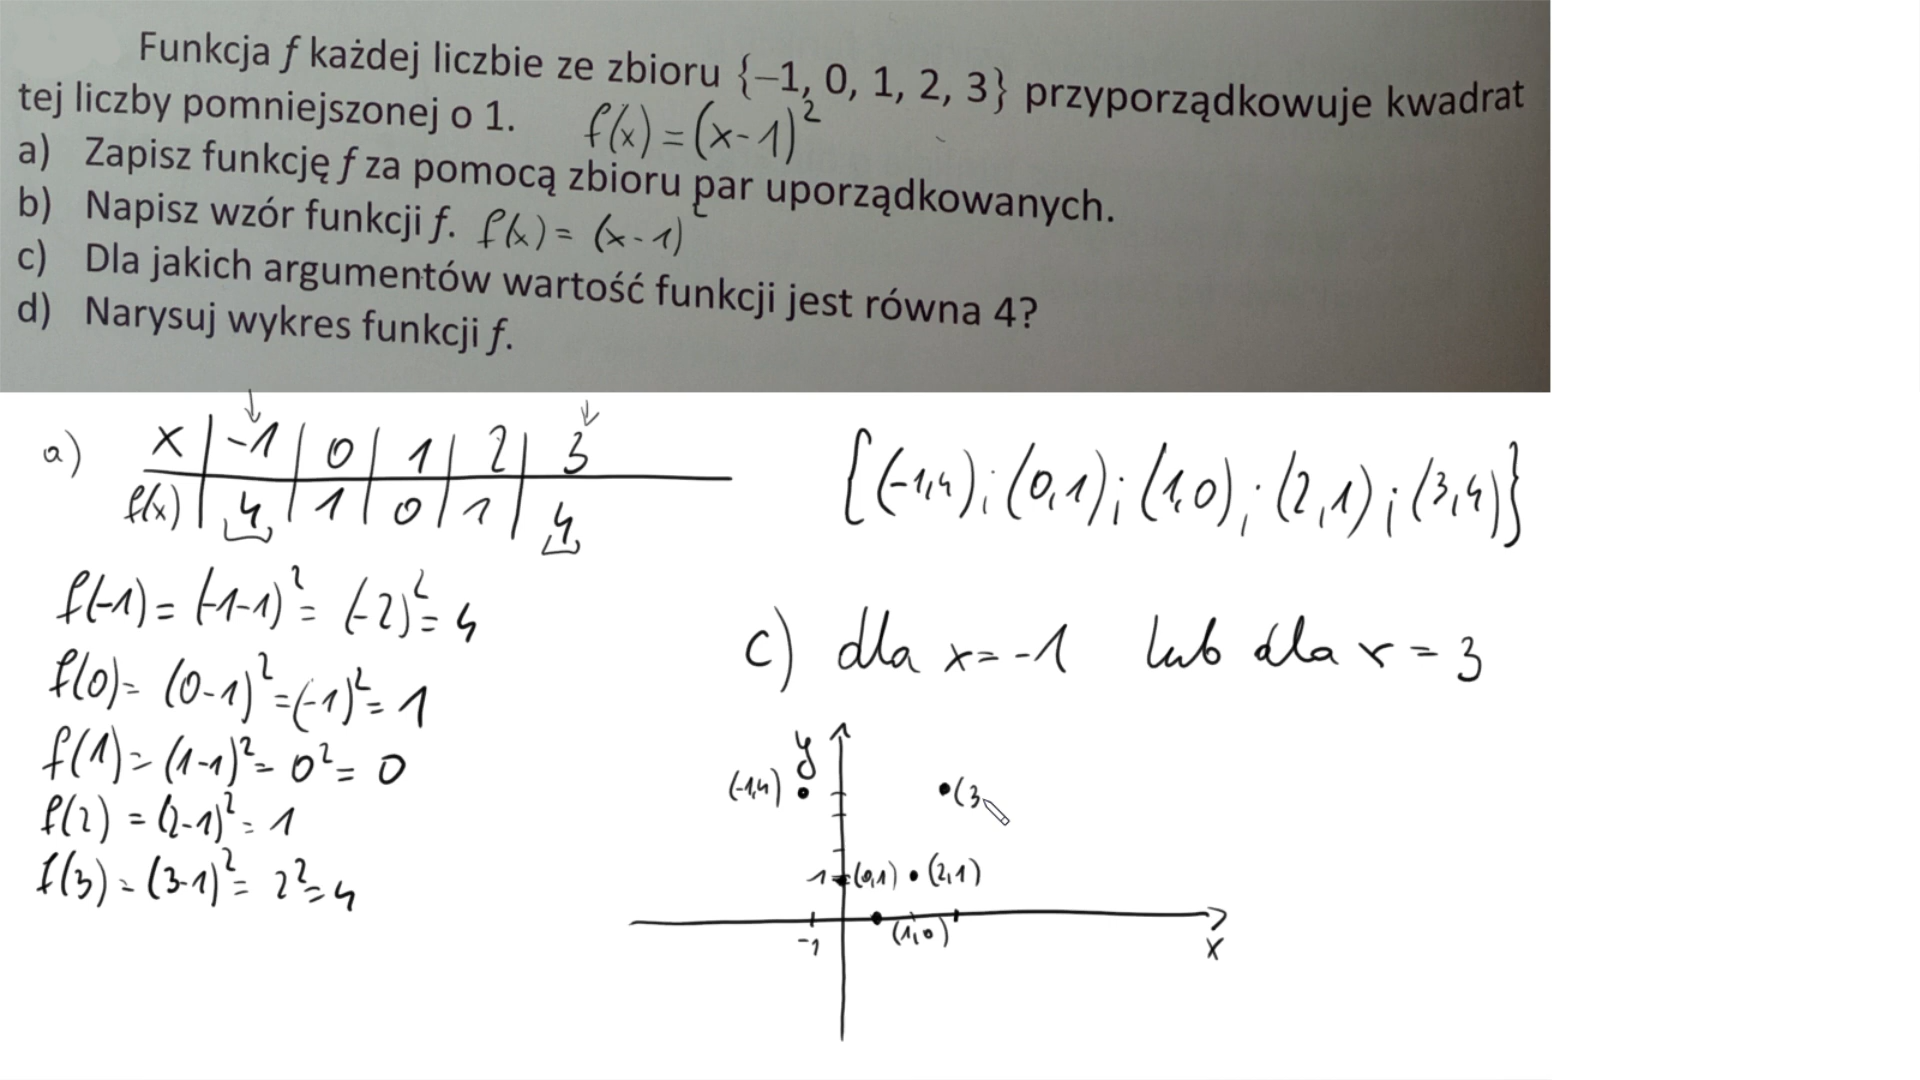 Funkcja f każdej liczbie ze zbioru {–1, 0, 1, 2, 3} przyporządkowuje kwadrat
tej liczby pomniejszonej o 1. f(x) = (x-1)²
a) Zapisz funkcję f za pomocą zbioru par uporządkowanych.
b) Napisz wzór funkcji f. f(x) = (x-1)²
c) Dla jakich argumentów wartość funkcji jest równa 4?
d) Narysuj wykres funkcji f.
a) x | -1 | 0 | 1 | 2 | 3
f(x) | 4 | 1 | 0 | 1 | 4
{(-1,4); (0,1); (1,0); (2,1); (3,4)}
f(-1) = (-1-1)² = (-2)² = 4
f(0) = (0-1)² = (-1)² = 1
f(1) = (1-1)² = 0² = 0
f(2) = (2-1)² = 1
f(3) = (3-1)² = 2² = 4
c) dla x = -1 lub dla x = 3
y
(-1,4) (3
1 (0,1) (2,1)
-1 (1,0) x